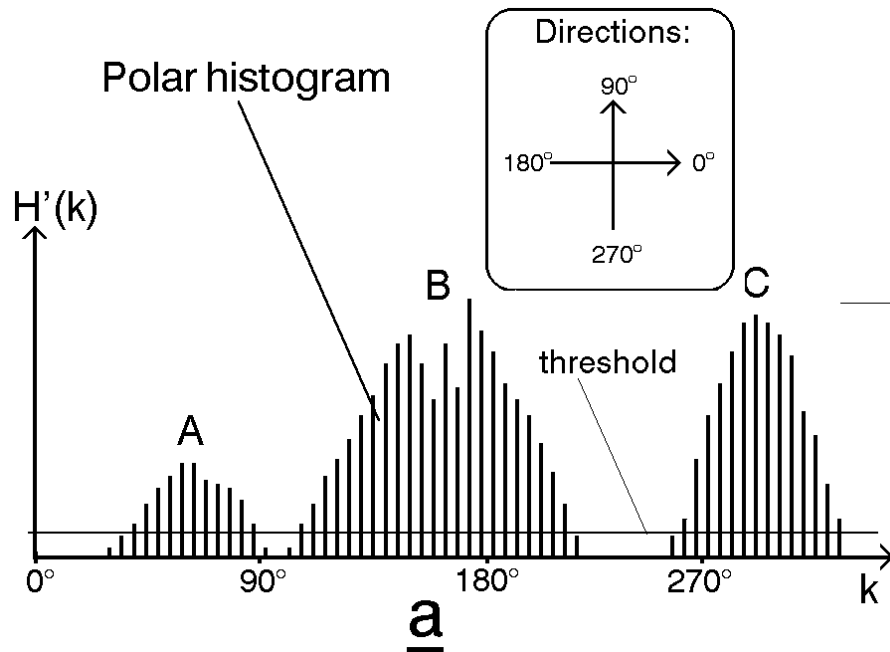 Directions:
Polar histogram
90°
180°
0°
H'(k)
270°
B
C
threshold
A
0°
90°
180°
270°
k
a